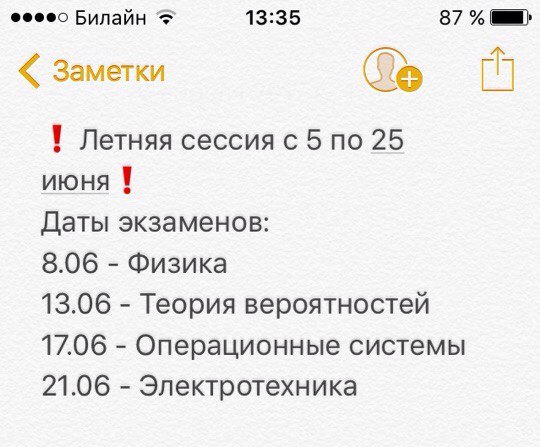 ●●●●○ Билайн 13:35 87 %
Заметки
❗ Летняя сессия с 5 по 25
июня❗
Даты экзаменов:
8.06 - Физика
13.06 - Теория вероятностей
17.06 - Операционные системы
21.06 - Электротехника